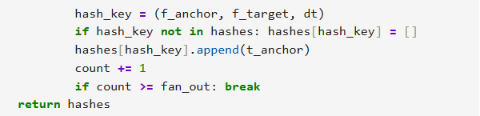 hash_key = (f_anchor, f_target, dt)
if hash_key not in hashes: hashes[hash_key] = []
hashes[hash_key].append(t_anchor)
count += 1
if count >= fan_out: break
return hashes